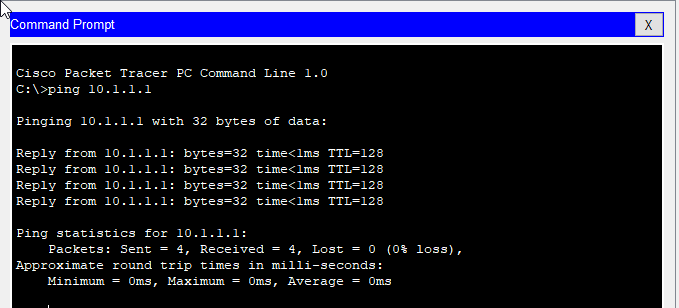 Command Prompt
X
Cisco Packet Tracer PC Command Line 1.0
C:\>ping 10.1.1.1
Pinging 10.1.1.1 with 32 bytes of data:
Reply from 10.1.1.1: bytes=32 time<1ms TTL=128
Reply from 10.1.1.1: bytes=32 time<1ms TTL=128
Reply from 10.1.1.1: bytes=32 time<1ms TTL=128
Reply from 10.1.1.1: bytes=32 time<1ms TTL=128
Ping statistics for 10.1.1.1:
    Packets: Sent = 4, Received = 4, Lost = 0 (0% loss),
Approximate round trip times in milli-seconds:
    Minimum = 0ms, Maximum = 0ms, Average = 0ms